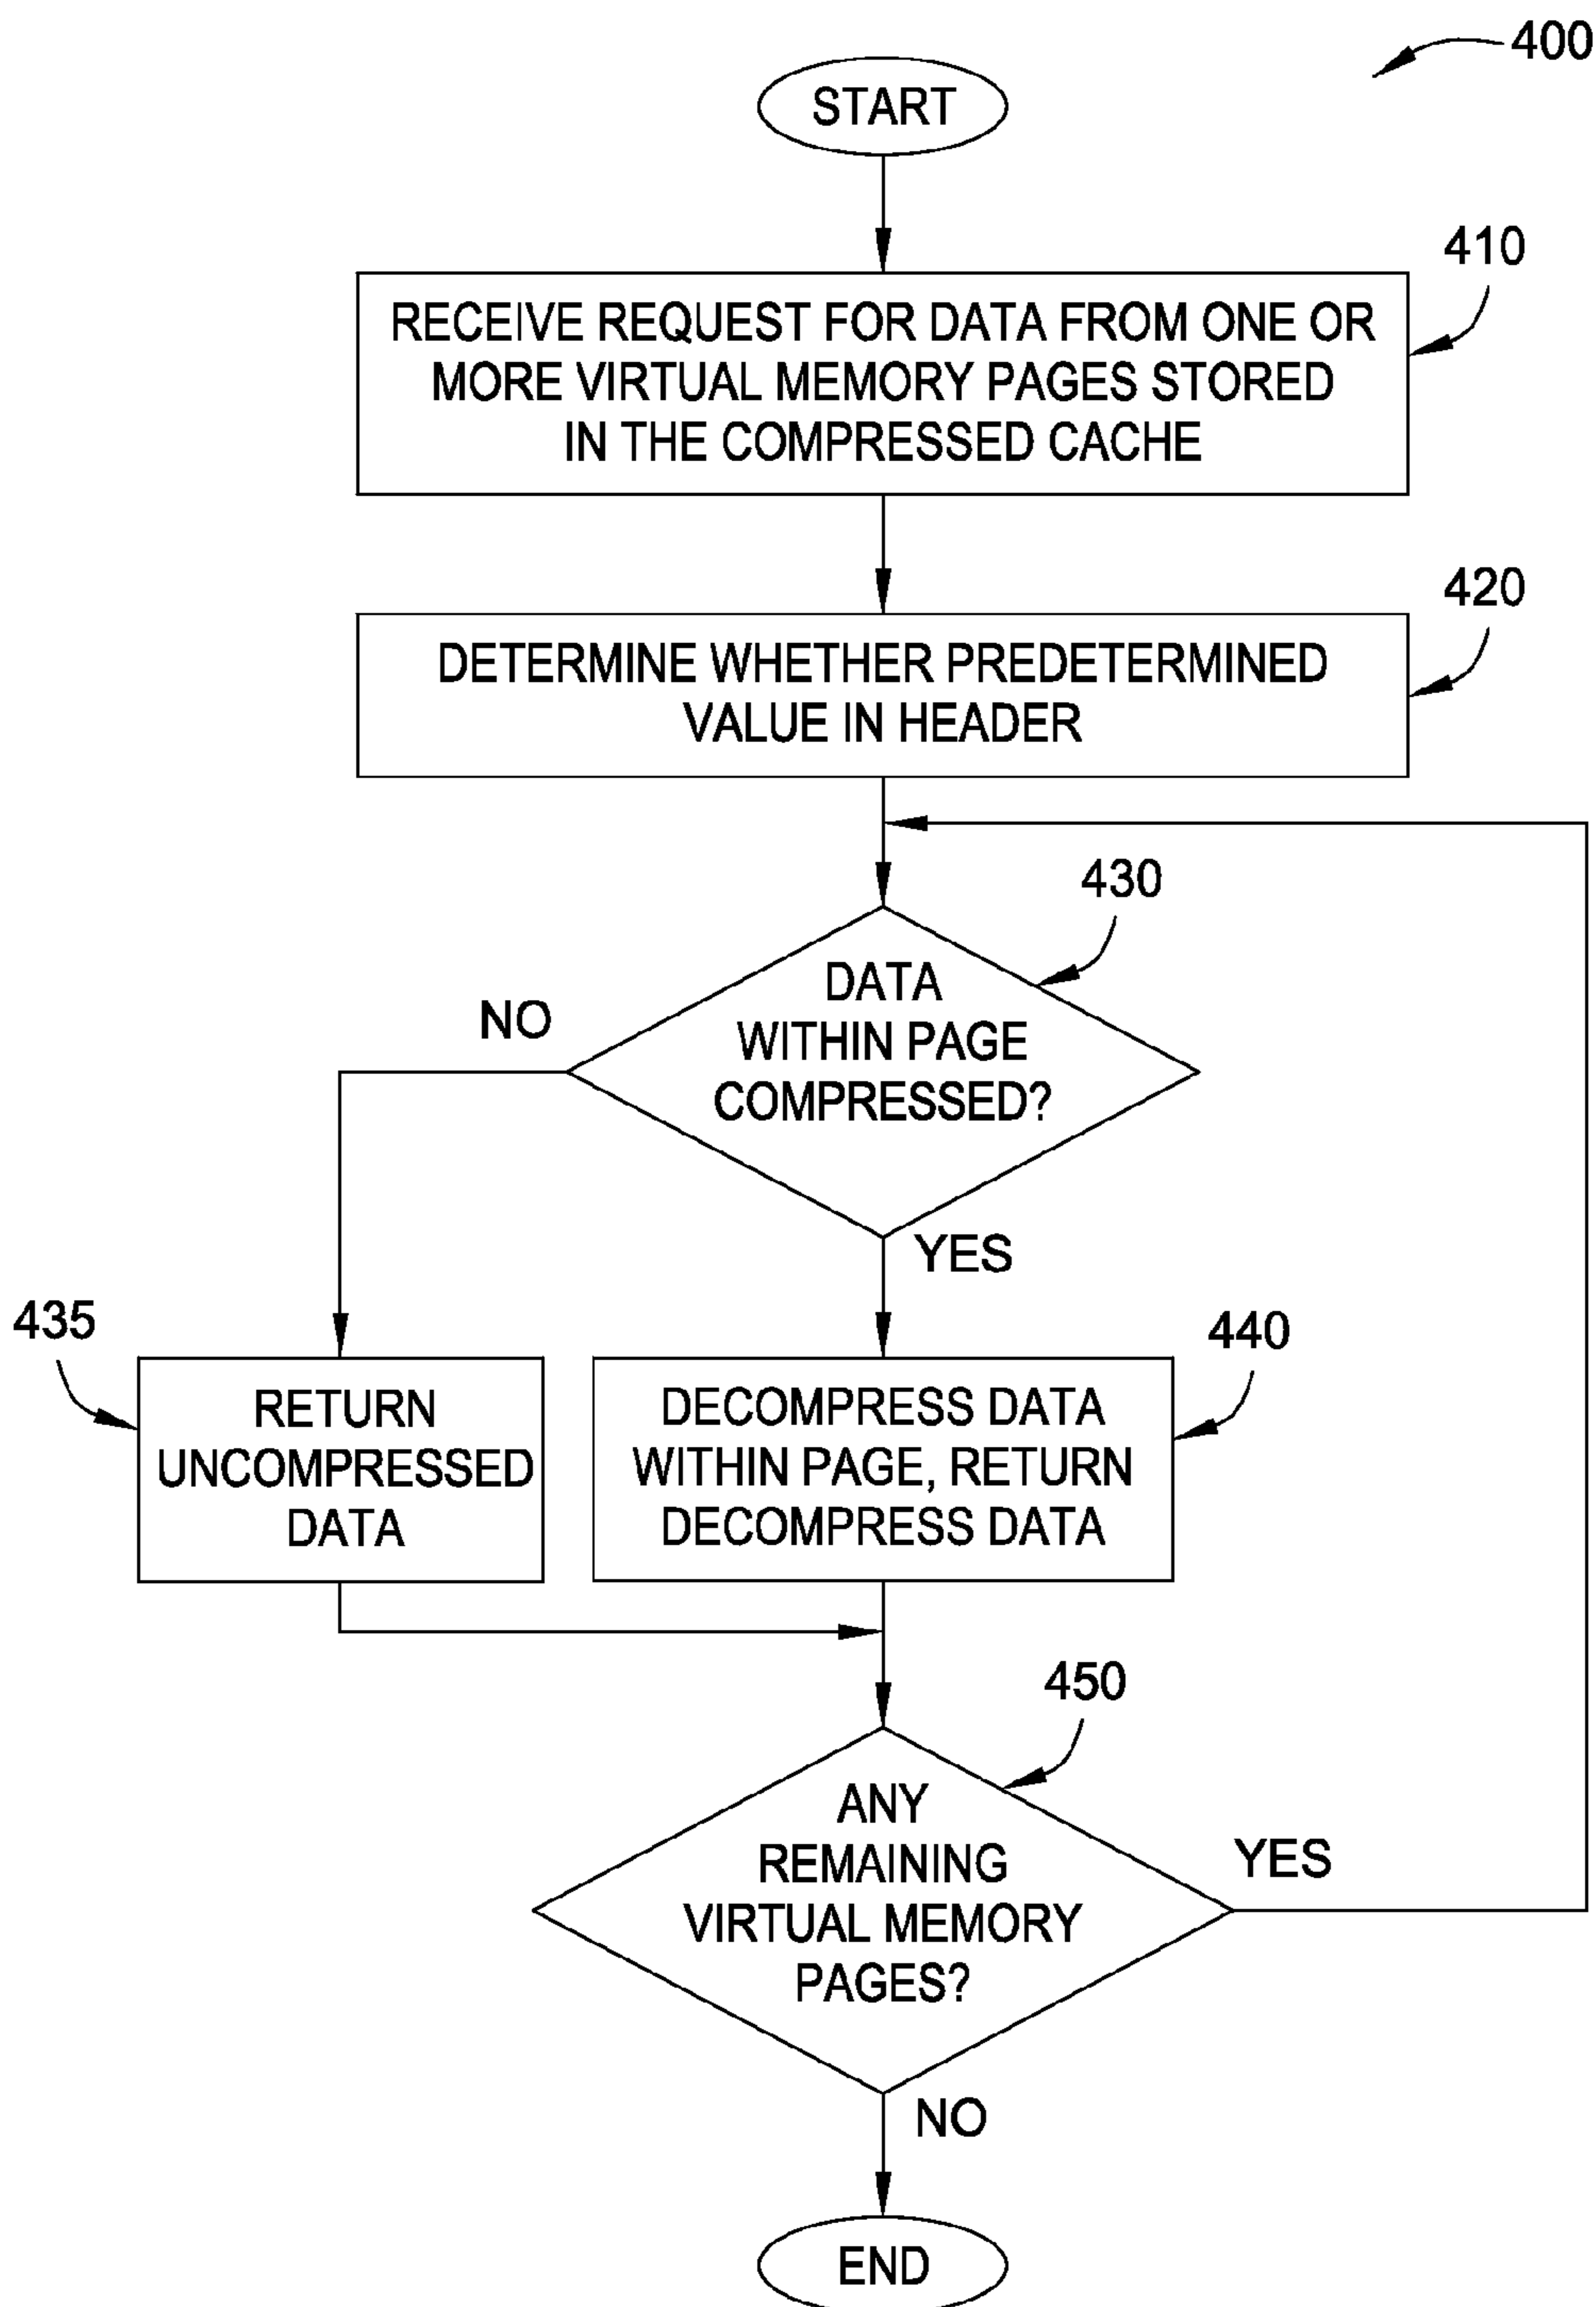 400
START
410
RECEIVE REQUEST FOR DATA FROM ONE OR
MORE VIRTUAL MEMORY PAGES STORED
IN THE COMPRESSED CACHE
420
DETERMINE WHETHER PREDETERMINED
VALUE IN HEADER
430
DATA
WITHIN PAGE
COMPRESSED?
NO
YES
435
RETURN
UNCOMPRESSED
DATA
440
DECOMPRESS DATA
WITHIN PAGE, RETURN
DECOMPRESS DATA
450
ANY
REMAINING
VIRTUAL MEMORY
PAGES?
YES
NO
END